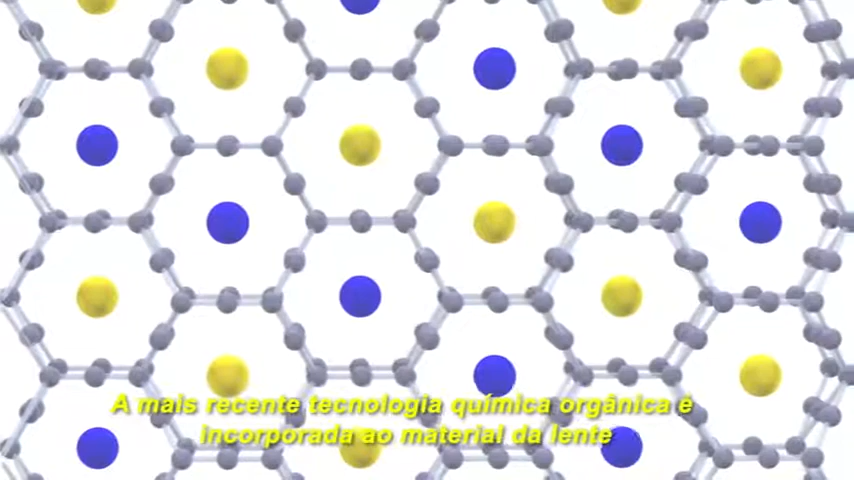 A mais recente tecnologia química orgânica é
incorporada ao material da lente